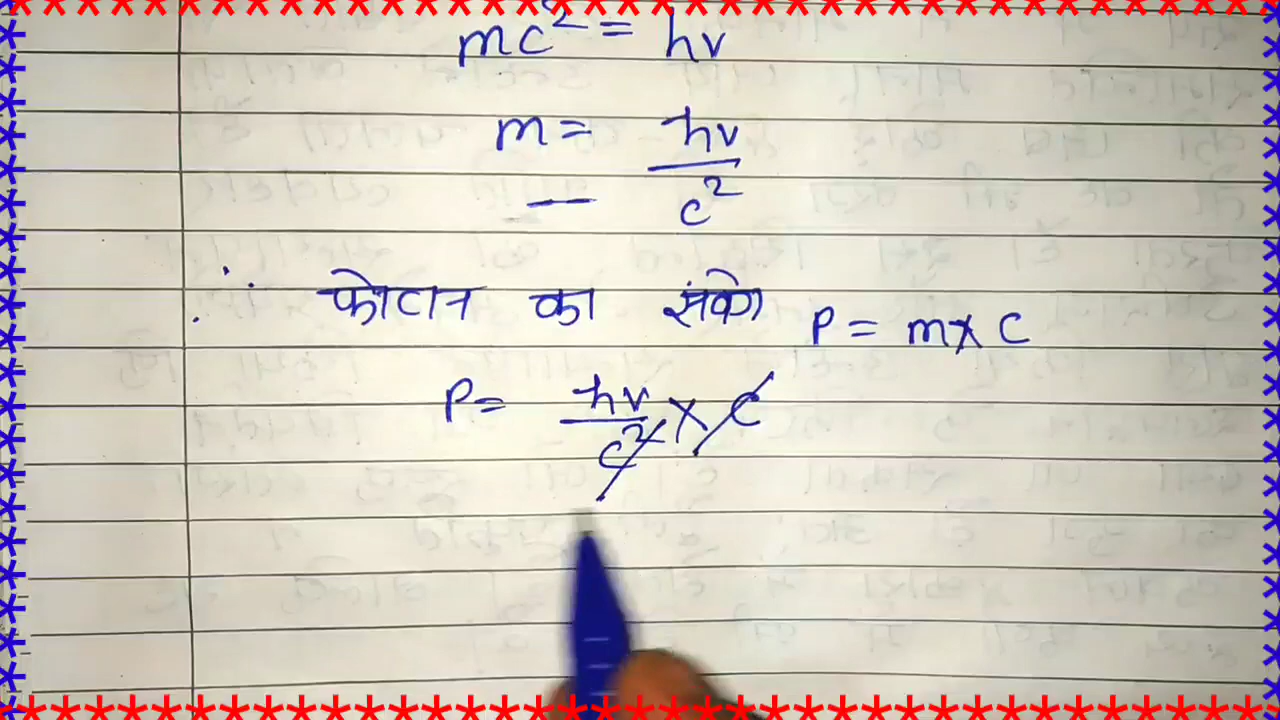 mc² = hν
m = hν / c²
∴ फोटान का संवेग P = m × c
P = hν / c² × c